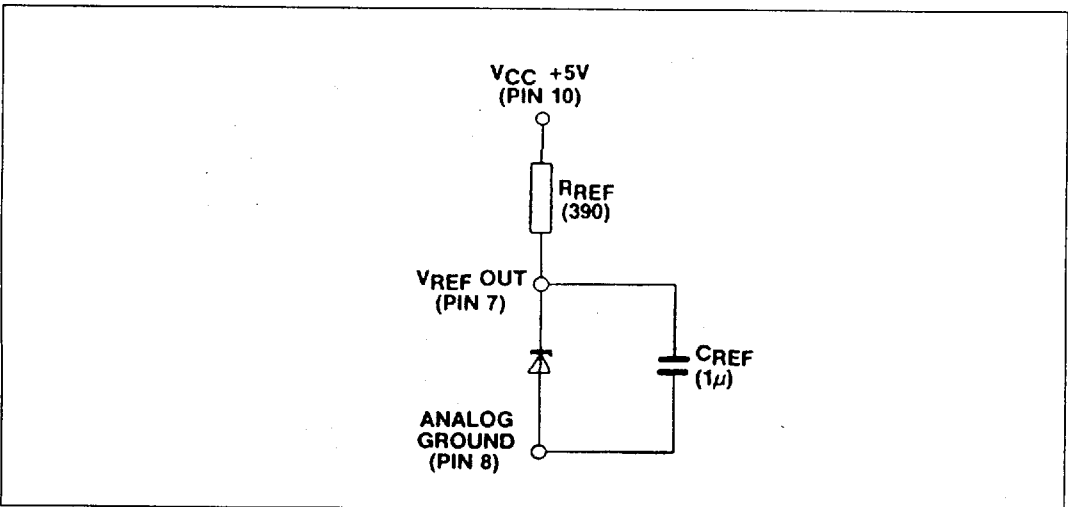 VCC +5V
(PIN 10)
RREF
(390)
VREF OUT
(PIN 7)
CREF
(1μ)
ANALOG
GROUND
(PIN 8)